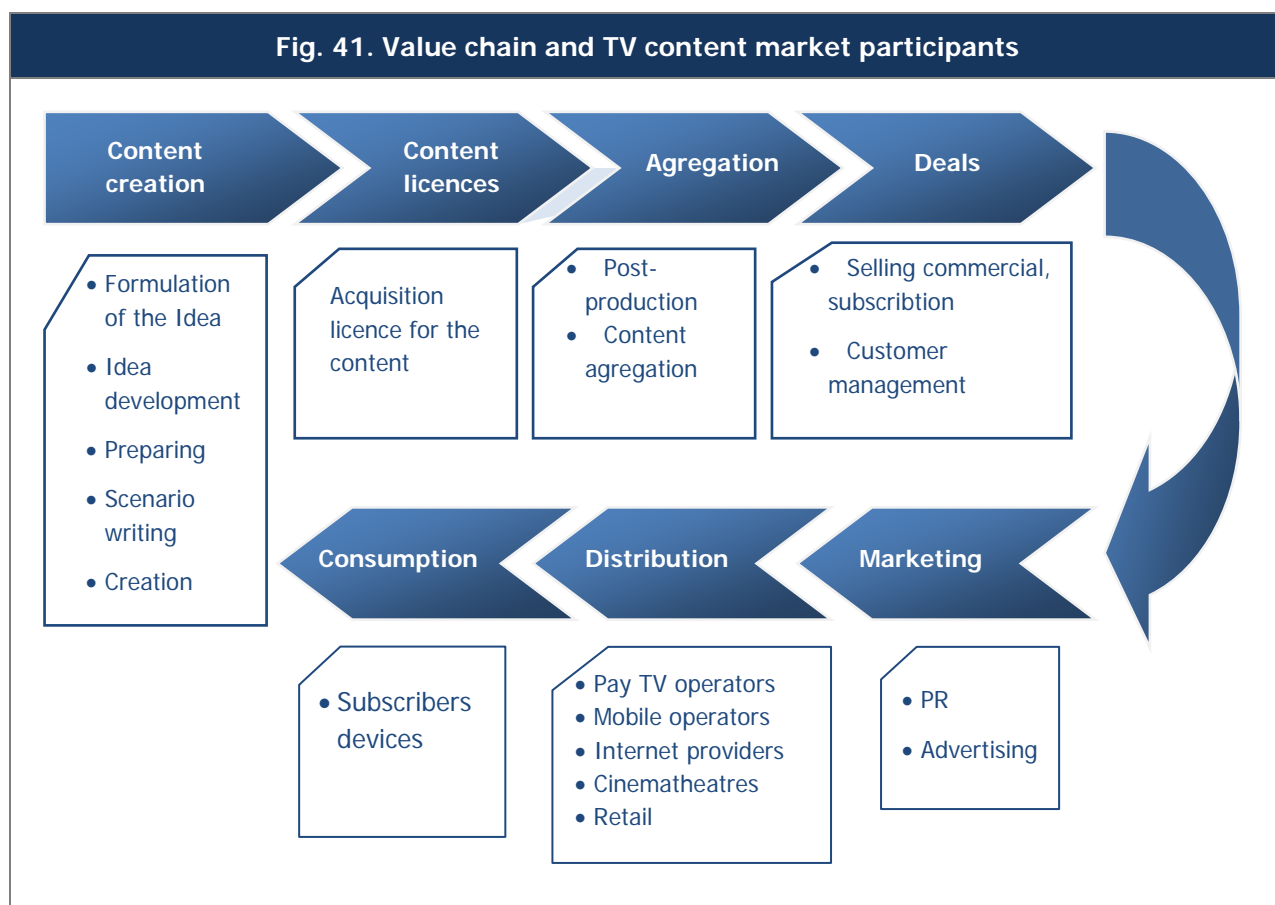 Fig. 41. Value chain and TV content market participants
Content
creation
Content
licences
Agregation
Deals
• Formulation
of the Idea
• Idea
development
• Preparing
• Scenario
writing
• Creation
Acquisition
licence for the
content
• Post-
production
• Content
agregation
• Selling commercial,
subscribtion
• Customer
management
Marketing
Distribution
Consumption
• PR
• Advertising
• Pay TV operators
• Mobile operators
• Internet providers
• Cinematheatres
• Retail
• Subscribers
devices